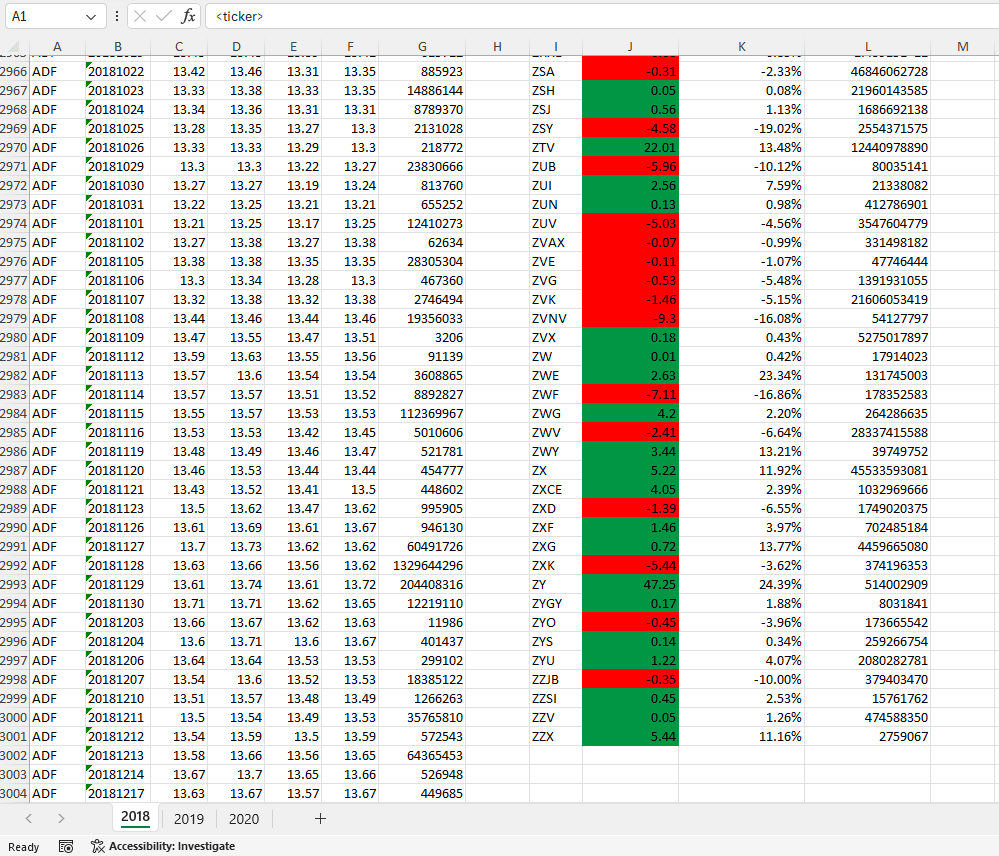 A1 <ticker>
A B C D E F G H I J K L M
2966 ADF 20181022 13.42 13.46 13.31 13.35 885923 ZSA -0.31 -2.33% 46846062728
2967 ADF 20181023 13.33 13.38 13.33 13.35 14886144 ZSH 0.05 0.08% 21960143585
2968 ADF 20181024 13.34 13.36 13.31 13.31 8789370 ZSJ 0.56 1.13% 1686692138
2969 ADF 20181025 13.28 13.35 13.27 13.3 2131028 ZSY -4.58 -19.02% 2554371575
2970 ADF 20181026 13.33 13.33 13.29 13.3 218772 ZTV 22.01 13.48% 12440978890
2971 ADF 20181029 13.3 13.3 13.22 13.27 23830666 ZUB -5.96 -10.12% 80035141
2972 ADF 20181030 13.27 13.27 13.19 13.24 813760 ZUI 2.56 7.59% 21338082
2973 ADF 20181031 13.22 13.25 13.21 13.21 655252 ZUN 0.13 0.98% 412786901
2974 ADF 20181101 13.21 13.25 13.17 13.25 12410273 ZUV -5.03 -4.56% 3547604779
2975 ADF 20181102 13.27 13.38 13.27 13.38 62634 ZVAX -0.07 -0.99% 331498182
2976 ADF 20181105 13.38 13.38 13.35 13.35 28305304 ZVE -0.11 -1.07% 47746444
2977 ADF 20181106 13.3 13.34 13.28 13.3 467360 ZVG -0.53 -5.48% 1391931055
2978 ADF 20181107 13.32 13.38 13.32 13.38 2746494 ZVK -1.46 -5.15% 21606053419
2979 ADF 20181108 13.44 13.46 13.44 13.46 19356033 ZVNV -9.3 -16.08% 54127797
2980 ADF 20181109 13.47 13.55 13.47 13.51 3206 ZVX 0.18 0.43% 5275017897
2981 ADF 20181112 13.59 13.63 13.55 13.56 91139 ZW 0.01 0.42% 17914023
2982 ADF 20181113 13.57 13.6 13.54 13.54 3608865 ZWE 2.63 23.34% 131745003
2983 ADF 20181114 13.57 13.57 13.51 13.52 8892827 ZWF -7.11 -16.86% 178352583
2984 ADF 20181115 13.55 13.57 13.53 13.53 112369967 ZWG 4.2 2.20% 264286635
2985 ADF 20181116 13.53 13.53 13.42 13.45 5010606 ZWV -2.41 -6.64% 28337415588
2986 ADF 20181119 13.48 13.49 13.46 13.47 521781 ZWY 3.44 13.21% 39749752
2987 ADF 20181120 13.46 13.53 13.44 13.44 454777 ZX 5.22 11.92% 45533593081
2988 ADF 20181121 13.43 13.52 13.41 13.5 448602 ZXCE 4.05 2.39% 1032969666
2989 ADF 20181123 13.5 13.62 13.47 13.62 995905 ZXD -1.39 -6.55% 1749020375
2990 ADF 20181126 13.61 13.69 13.61 13.67 946130 ZXF 1.46 3.97% 702485184
2991 ADF 20181127 13.7 13.73 13.62 13.62 60491726 ZXG 0.72 13.77% 4459665080
2992 ADF 20181128 13.63 13.66 13.56 13.62 1329644296 ZXK -5.44 -3.62% 374196353
2993 ADF 20181129 13.61 13.74 13.61 13.72 204408316 ZY 47.25 24.39% 514002909
2994 ADF 20181130 13.71 13.71 13.62 13.65 12219110 ZYGY 0.17 1.88% 8031841
2995 ADF 20181203 13.66 13.67 13.62 13.63 11986 ZYO -0.45 -3.96% 173665542
2996 ADF 20181204 13.6 13.71 13.6 13.67 401437 ZYS 0.14 0.34% 259266754
2997 ADF 20181206 13.64 13.64 13.53 13.53 299102 ZYU 1.22 4.07% 2080282781
2998 ADF 20181207 13.54 13.6 13.52 13.53 18385122 ZZJB -0.35 -10.00% 379403470
2999 ADF 20181210 13.51 13.57 13.48 13.49 1266263 ZZSI 0.45 2.53% 15761762
3000 ADF 20181211 13.5 13.54 13.49 13.53 35765810 ZZV 0.05 1.26% 474588350
3001 ADF 20181212 13.54 13.59 13.5 13.59 572543 ZZX 5.44 11.16% 2759067
3002 ADF 20181213 13.58 13.66 13.56 13.65 64365453
3003 ADF 20181214 13.67 13.7 13.65 13.66 526948
3004 ADF 20181217 13.63 13.67 13.57 13.67 449685
2018 2019 2020
Ready Accessibility: Investigate